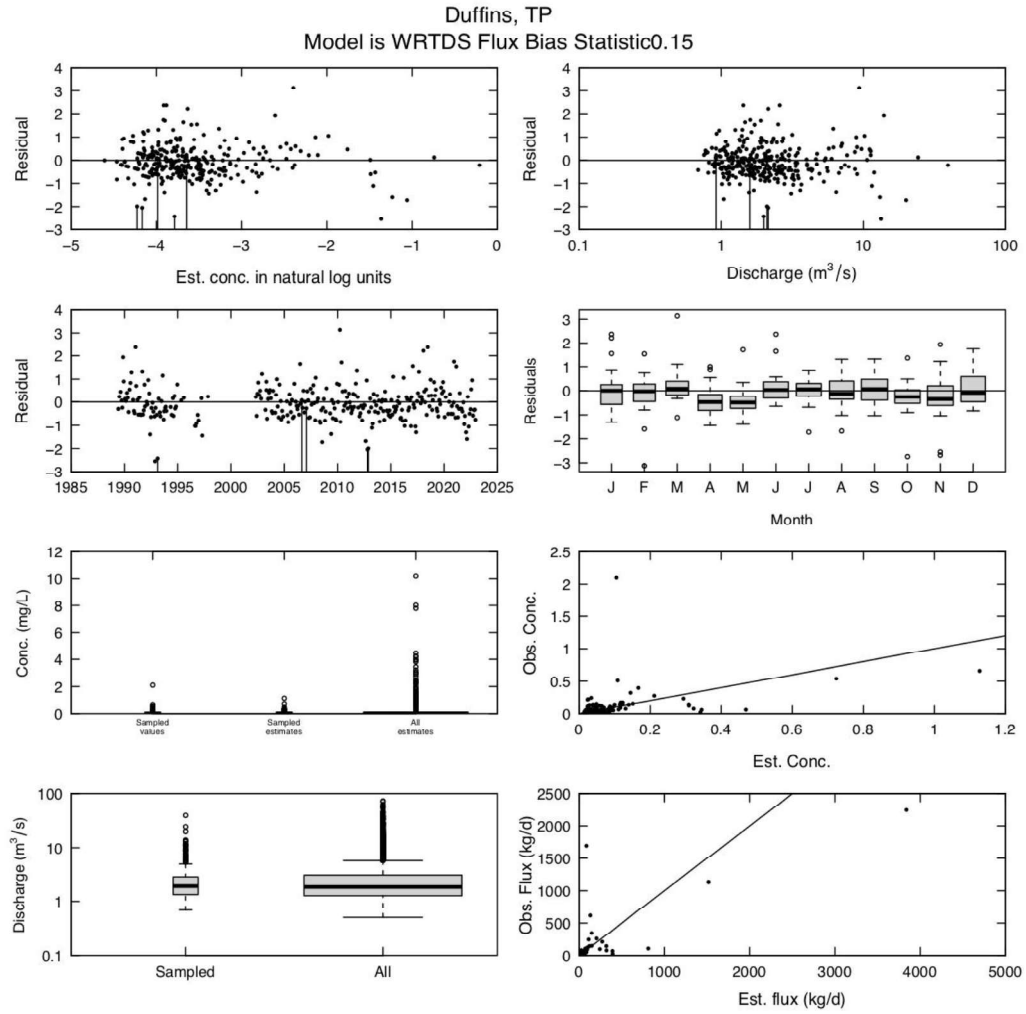 Duffins, TP
Model is WRTDS Flux Bias Statistic0.15
4
3
2
1
0
−1
−2
−3
Residual
−5 −4 −3 −2 −1 0
Est. conc. in natural log units
4
3
2
1
0
−1
−2
−3
Residual
0.1 1 10 100
Discharge (m³/s)
4
3
2
1
0
−1
−2
−3
Residual
1985 1990 1995 2000 2005 2010 2015 2020 2025
3
2
1
0
−1
−2
−3
Residuals
J F M A M J J A S O N D
Month
12
10
8
6
4
2
0
Conc. (mg/L)
Sampled values
Sampled estimates
All estimates
2.5
2
1.5
1
0.5
0
Obs. Conc.
0 0.2 0.4 0.6 0.8 1 1.2
Est. Conc.
100
10
1
0.1
Discharge (m³/s)
Sampled All
2500
2000
1500
1000
500
0
Obs. Flux (kg/d)
0 1000 2000 3000 4000 5000
Est. flux (kg/d)